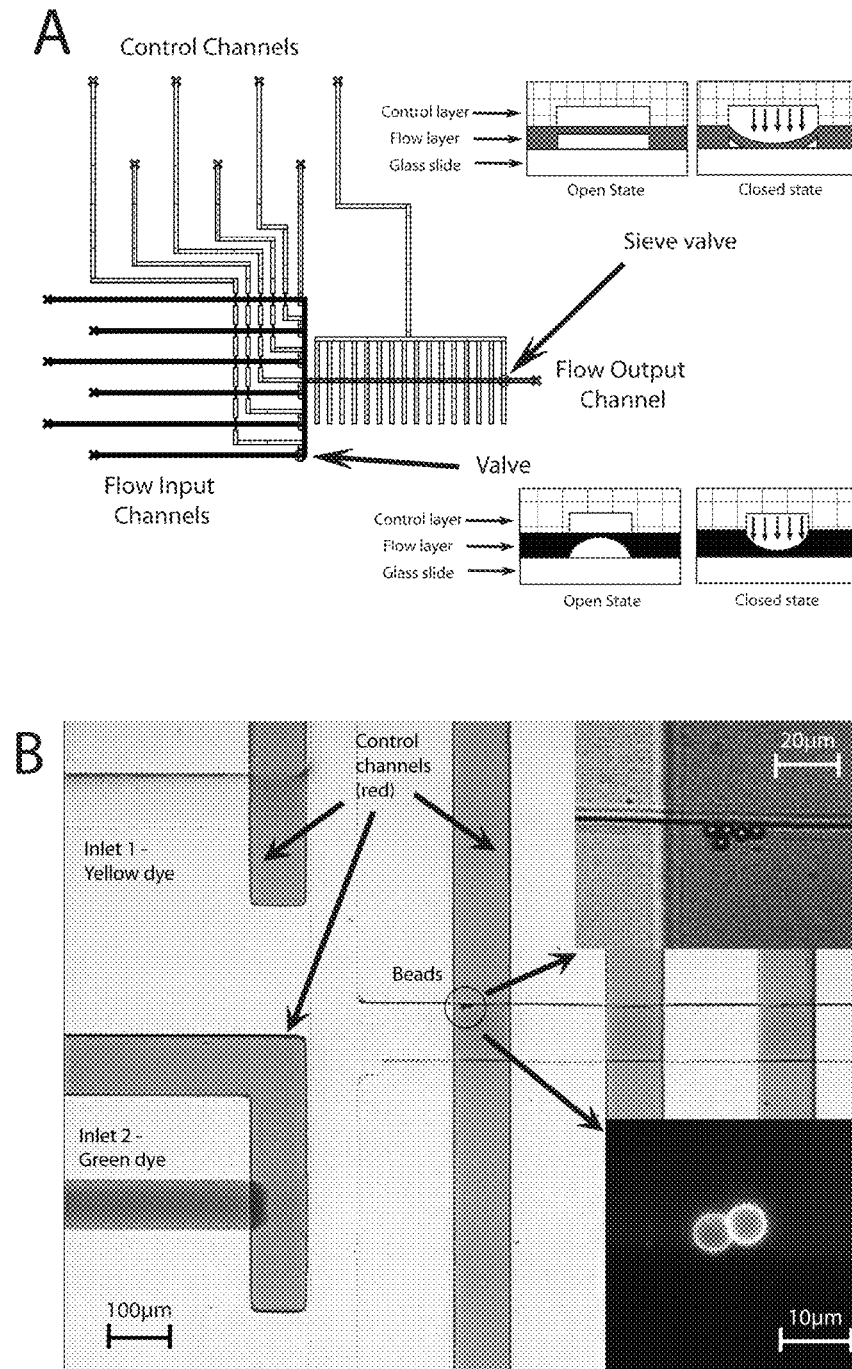 A
Control Channels
Control layer
Flow layer
Glass slide
Open State
Closed state
Sieve valve
Flow Output
Channel
Valve
Flow Input
Channels
Control layer
Flow layer
Glass slide
Open State
Closed state
B
Control
channels
(red)
20μm
Inlet 1 -
Yellow dye
Beads
Inlet 2 -
Green dye
100μm
10μm